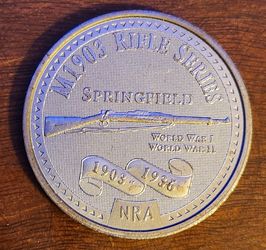 M1903 RIFLE SERIES
SPRINGFIELD
WORLD WAR I
WORLD WAR II
1903 - 1936
NRA